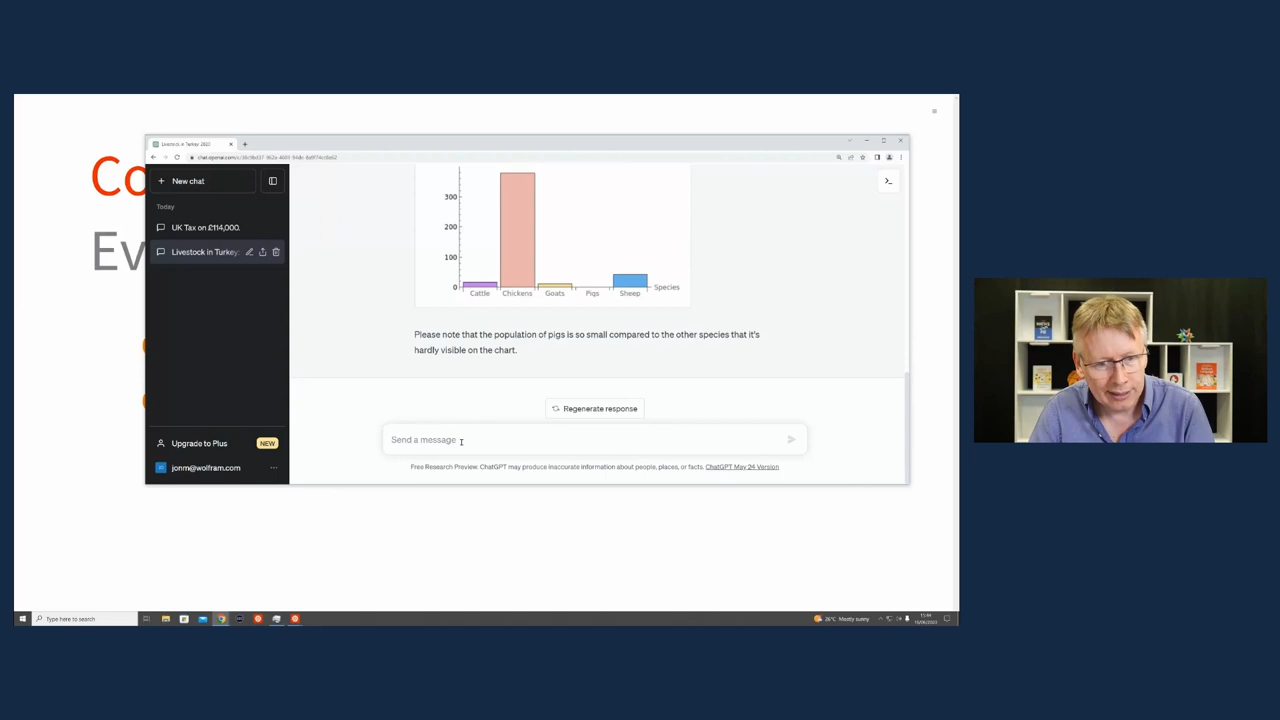 Co
Ev
Livestock in Turkey 2020
New chat
Today
UK Tax on £114,000.
Livestock in Turkey:
Upgrade to Plus
NEW
jonm@wolfram.com
300
200
100
0
Cattle Chickens Goats Pigs Sheep Species
Please note that the population of pigs is so small compared to the other species that it's
hardly visible on the chart.
Regenerate response
Send a message
Free Research Preview. ChatGPT may produce inaccurate information about people, places, or facts. ChatGPT May 24 Version
Type here to search
26°C Mostly sunny